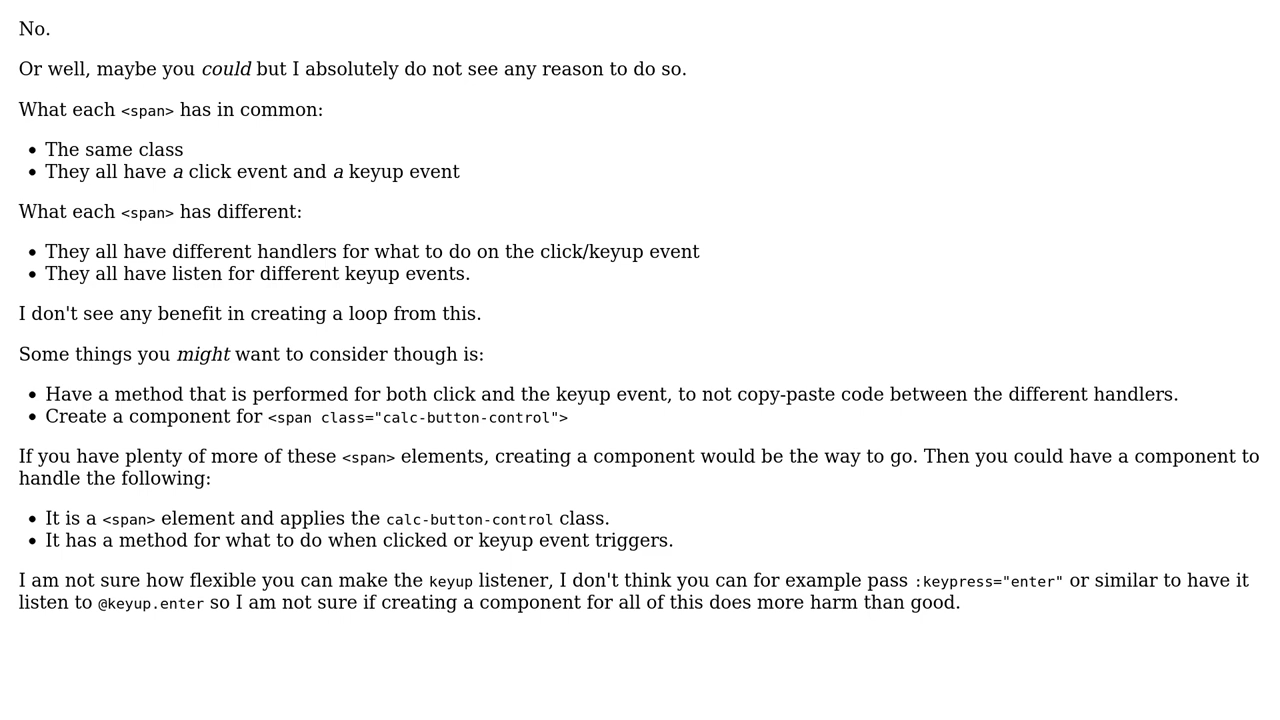 No.
Or well, maybe you could but I absolutely do not see any reason to do so.
What each <span> has in common:
• The same class
• They all have a click event and a keyup event
What each <span> has different:
• They all have different handlers for what to do on the click/keyup event
• They all have listen for different keyup events.
I don't see any benefit in creating a loop from this.
Some things you might want to consider though is:
• Have a method that is performed for both click and the keyup event, to not copy-paste code between the different handlers.
• Create a component for <span class="calc-button-control">
If you have plenty of more of these <span> elements, creating a component would be the way to go. Then you could have a component to
handle the following:
• It is a <span> element and applies the calc-button-control class.
• It has a method for what to do when clicked or keyup event triggers.
I am not sure how flexible you can make the keyup listener, I don't think you can for example pass :keypress="enter" or similar to have it
listen to @keyup.enter so I am not sure if creating a component for all of this does more harm than good.